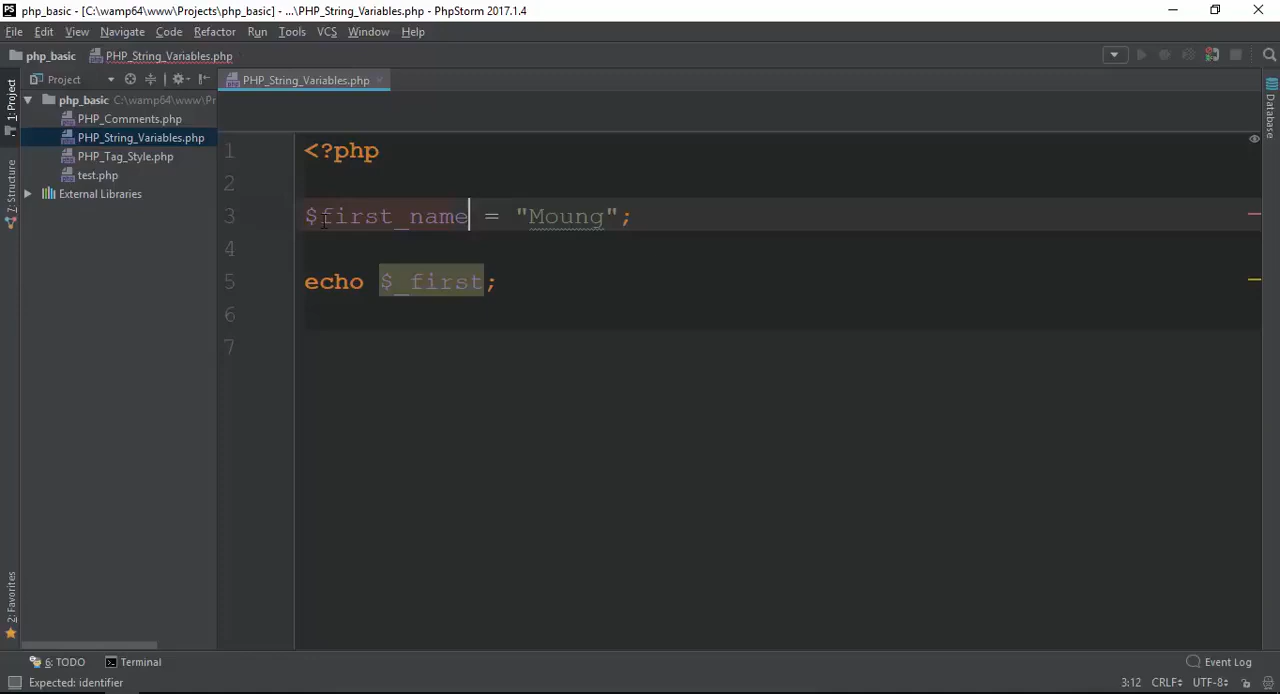 php_basic - [C:\wamp64\www\Projects\php_basic] - ...\PHP_String_Variables.php - PhpStorm 2017.1.4
File Edit View Navigate Code Refactor Run Tools VCS Window Help
php_basic PHP_String_Variables.php
1: Project
Project
PHP_String_Variables.php
php_basic C:\wamp64\www\Pr
PHP_Comments.php
PHP_String_Variables.php
PHP_Tag_Style.php
test.php
External Libraries
7: Structure
2: Favorites
Database
1 <?php
2
3 $first_name = "Moung";
4
5 echo $_first;
6
7
6: TODO Terminal Event Log
Expected: identifier 3:12 CRLF UTF-8